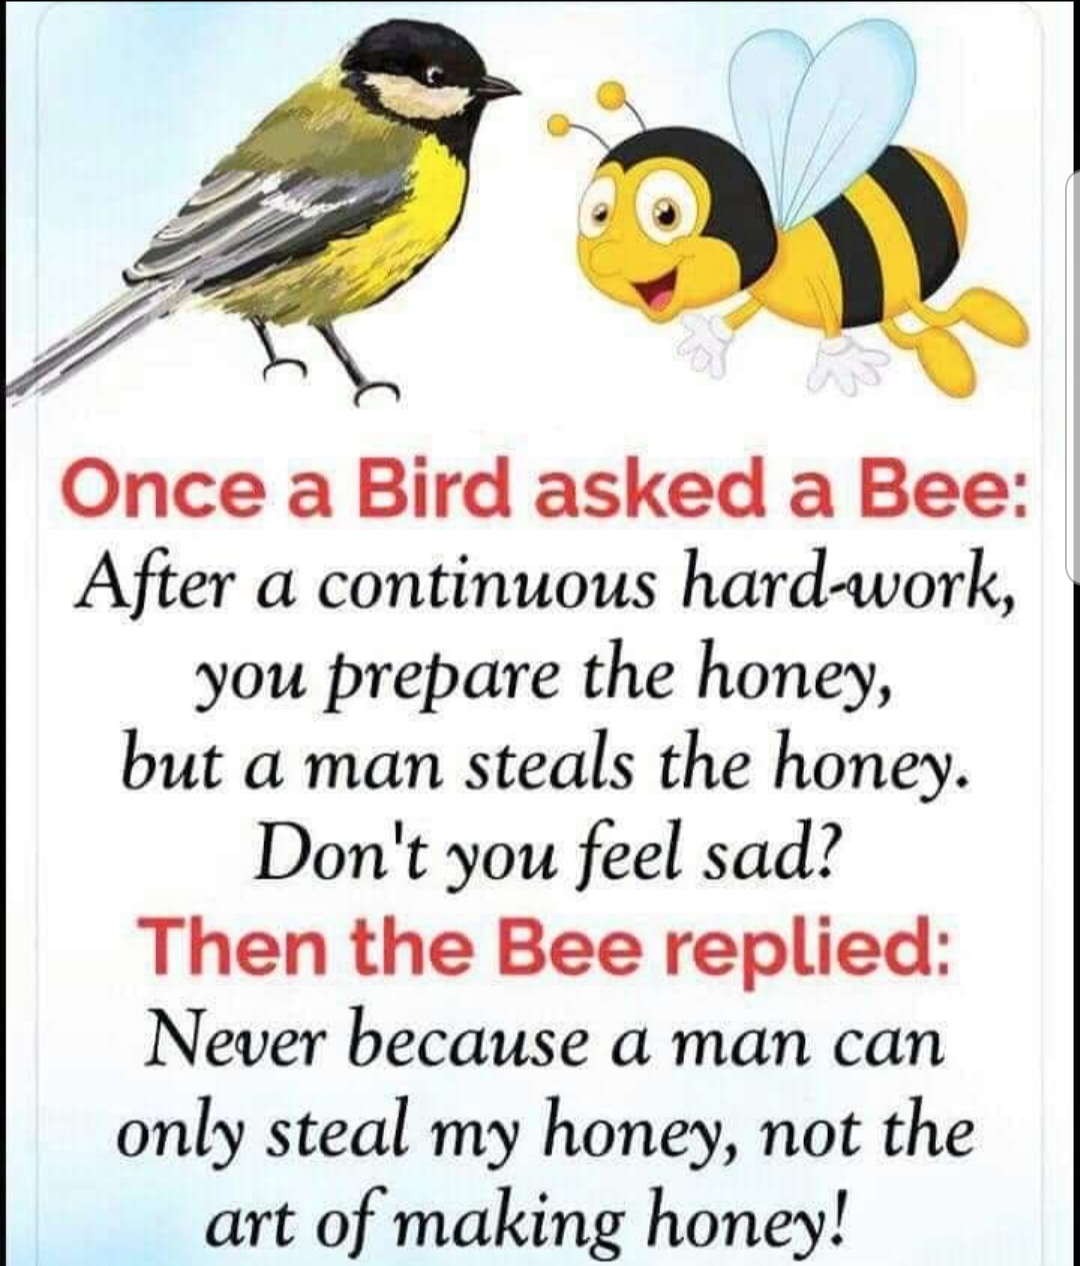 Once a Bird asked a Bee:
After a continuous hard-work,
you prepare the honey,
but a man steals the honey.
Don't you feel sad?
Then the Bee replied:
Never because a man can
only steal my honey, not the
art of making honey!